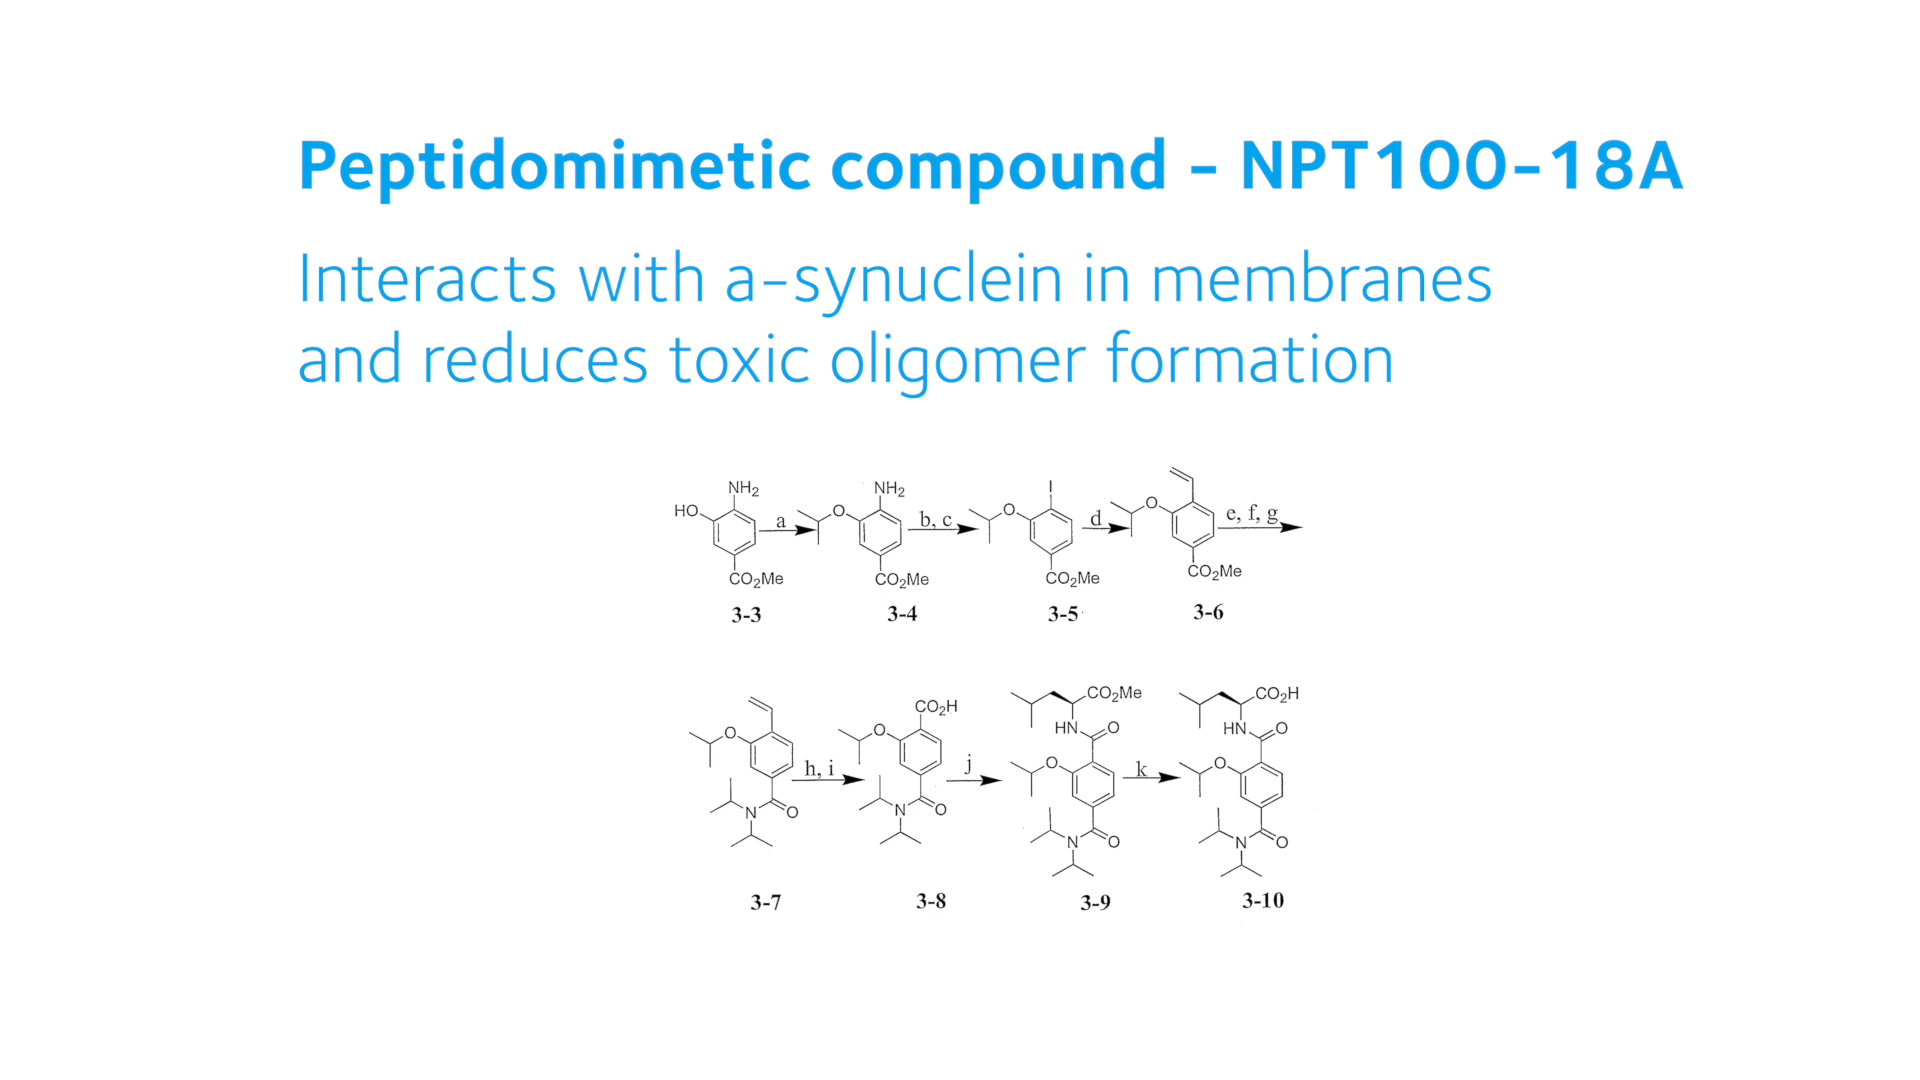 Peptidomimetic compound - NPT100-18A
Interacts with a-synuclein in membranes
and reduces toxic oligomer formation
HO NH2 CO2Me a O NH2 CO2Me b, c O I CO2Me d O CO2Me e, f, g
3-3 3-4 3-5 3-6
O N O h, i O CO2H N O j CO2Me HN O O N O k CO2H HN O O N O
3-7 3-8 3-9 3-10